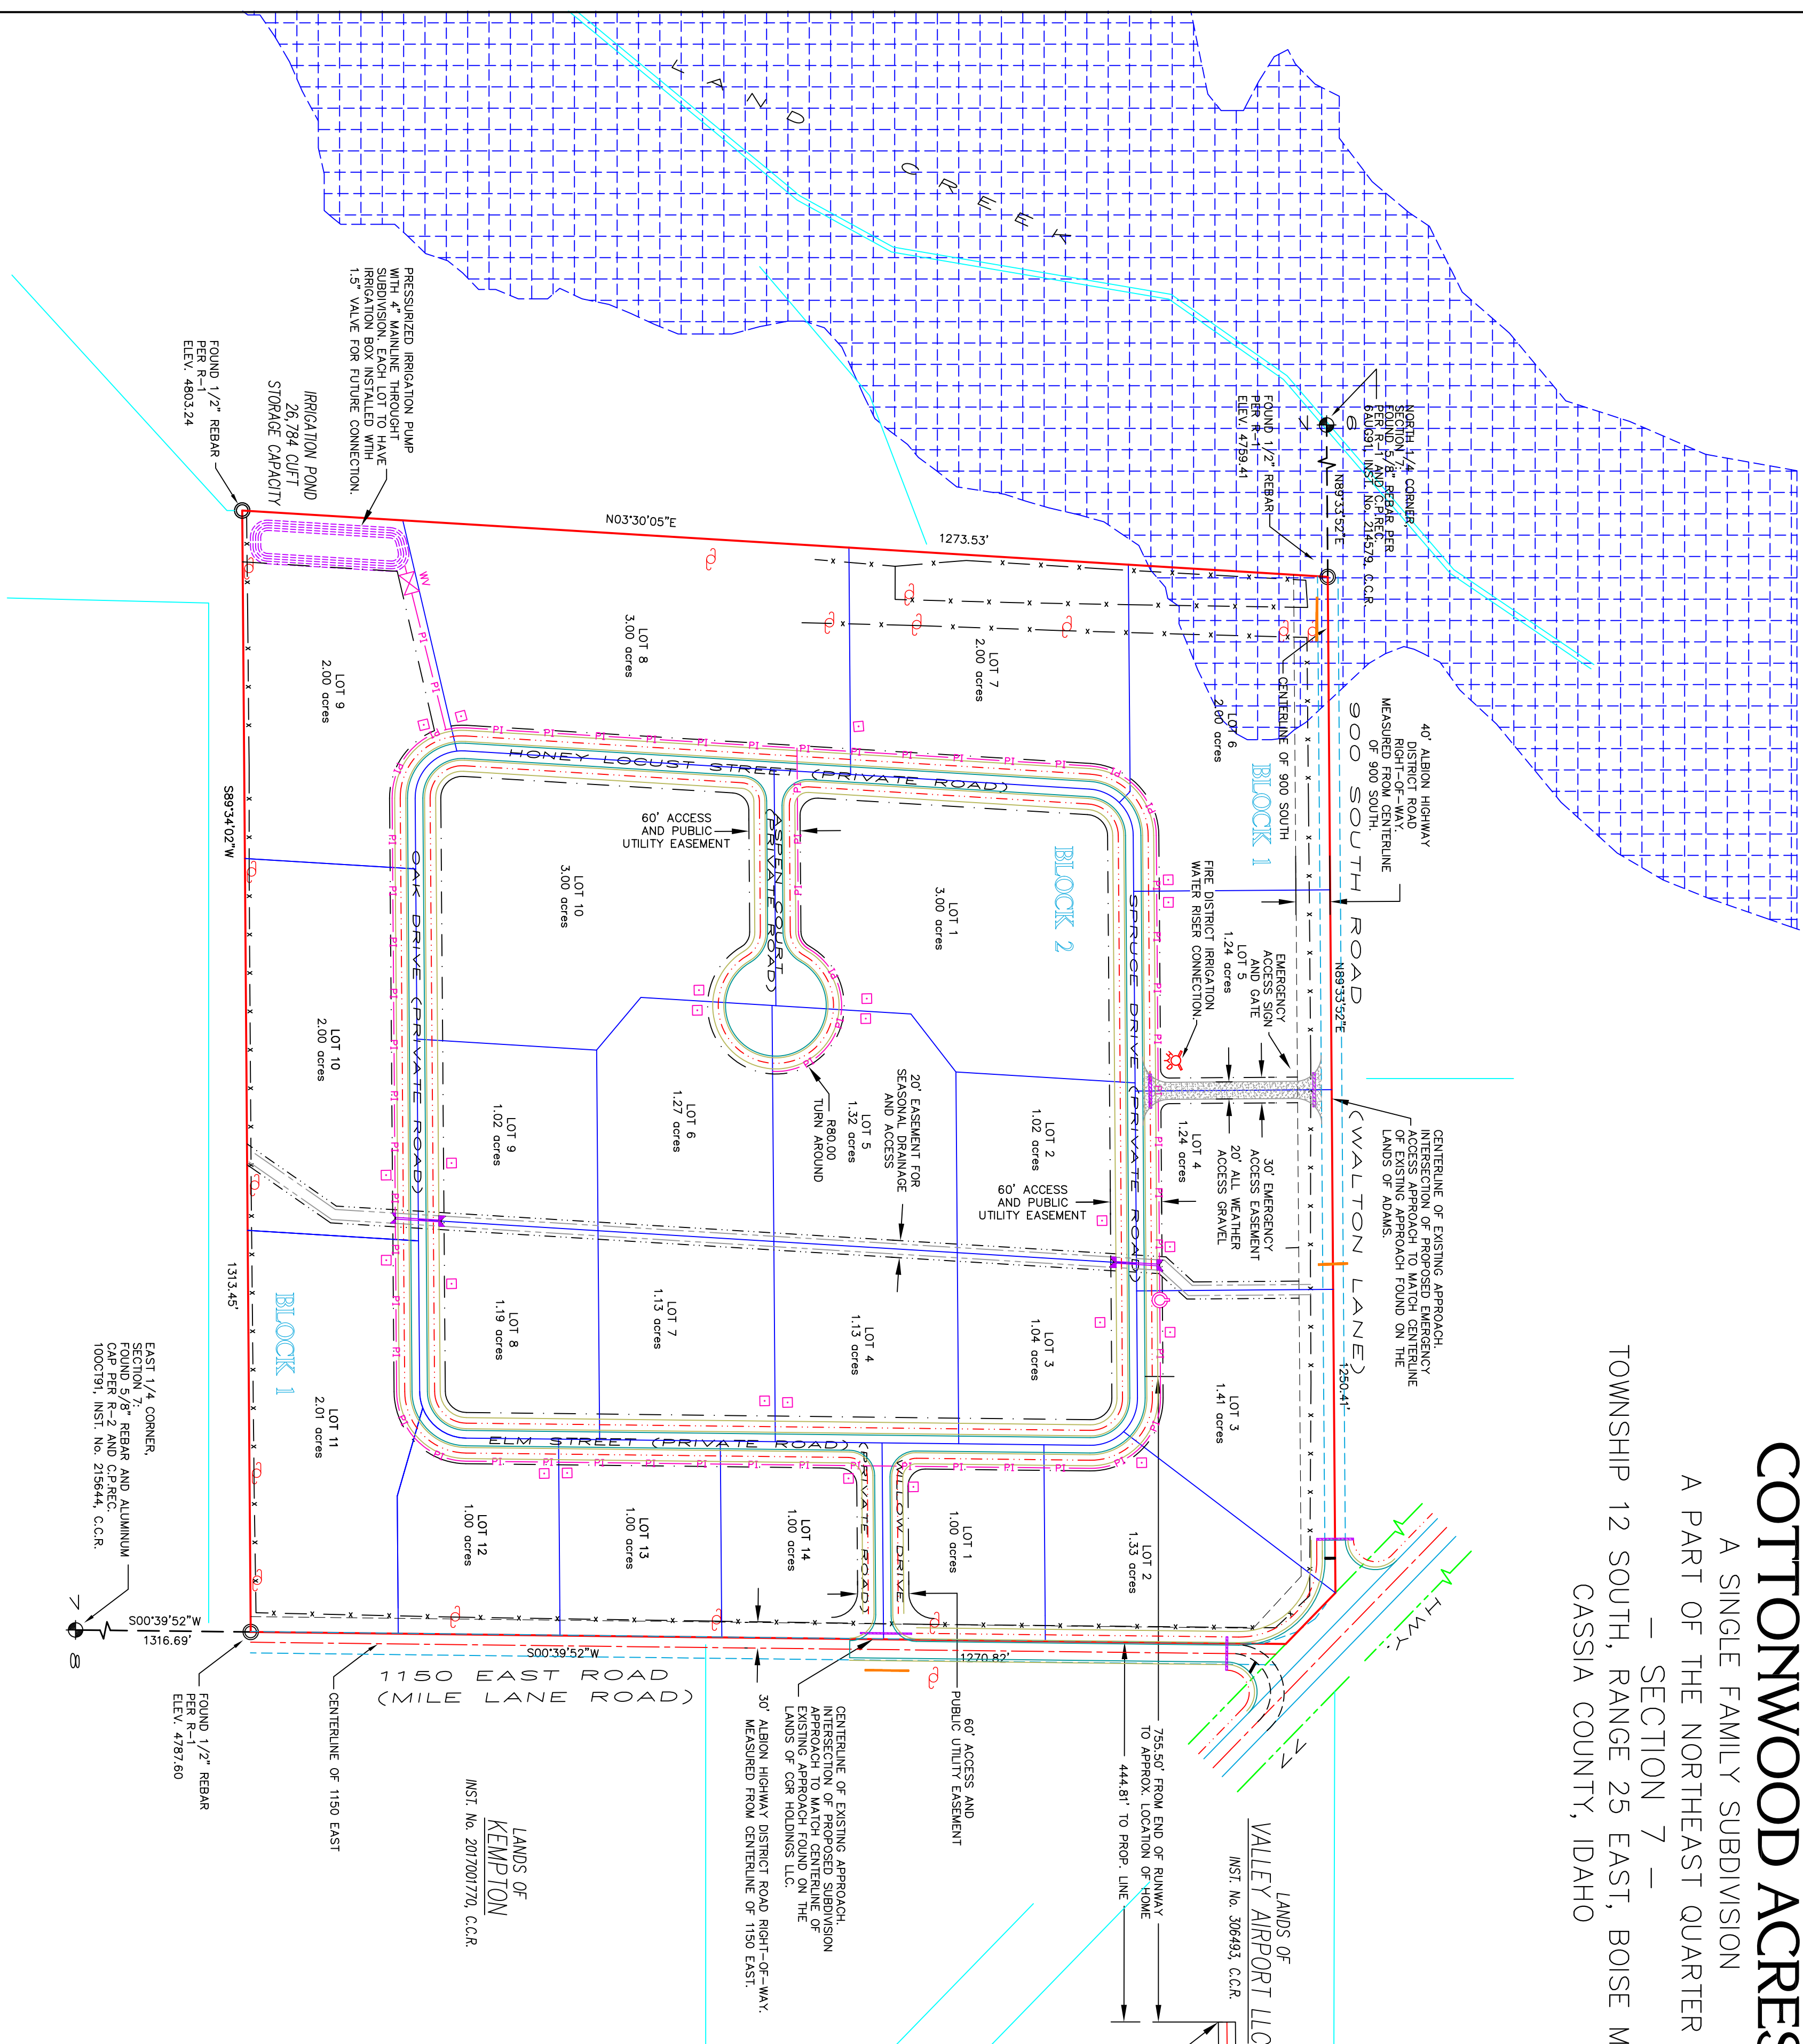 COTTONWOOD ACRES
A SINGLE FAMILY SUBDIVISION
A PART OF THE NORTHEAST QUARTER
– SECTION 7 –
TOWNSHIP 12 SOUTH, RANGE 25 EAST, BOISE M
CASSIA COUNTY, IDAHO
LAND CREEK
NORTH 1/4 CORNER,
SECTION 7:
FOUND 5/8" REBAR PER
PER R-1 AND C.P.REC.
6AUG91, INST. No. 214579, C.C.R.
6
7
N89°33'52"E
FOUND 1/2" REBAR
PER R-1
ELEV. 4759.41
40' ALBION HIGHWAY
DISTRICT ROAD
RIGHT-OF-WAY.
MEASURED FROM CENTERLINE
OF 900 SOUTH.
CENTERLINE OF 900 SOUTH
900 SOUTH ROAD (WALTON LANE)
N89°33'52"E
1250.41'
CENTERLINE OF EXISTING APPROACH.
INTERSECTION OF PROPOSED EMERGENCY
ACCESS APPROACH TO MATCH CENTERLINE
OF EXISTING APPROACH FOUND ON THE
LANDS OF ADAMS.
HWY 77
BLOCK 1
LOT 6
2.00 acres
EMERGENCY
ACCESS SIGN
AND GATE
LOT 5
1.24 acres
FIRE DISTRICT IRRIGATION
WATER RISER CONNECTION.
30' EMERGENCY
ACCESS EASEMENT
20' ALL WEATHER
ACCESS GRAVEL
LOT 4
1.24 acres
LOT 3
1.41 acres
LOT 2
1.33 acres
LOT 1
1.00 acres
SPRUCE DRIVE (PRIVATE ROAD)
60' ACCESS
AND PUBLIC
UTILITY EASEMENT
BLOCK 2
LOT 1
3.00 acres
LOT 2
1.02 acres
LOT 3
1.04 acres
20' EASEMENT FOR
SEASONAL DRAINAGE
AND ACCESS
LOT 5
1.32 acres
R80.00
TURN AROUND
LOT 4
1.13 acres
ASPEN COURT
(PRIVATE ROAD)
60' ACCESS
AND PUBLIC
UTILITY EASEMENT
LOT 10
3.00 acres
LOT 6
1.27 acres
LOT 7
1.13 acres
LOT 9
1.02 acres
LOT 8
1.19 acres
HONEY LOCUST STREET (PRIVATE ROAD)
N03°30'05"E
1273.53'
LOT 7
2.00 acres
LOT 8
3.00 acres
PRESSURIZED IRRIGATION PUMP
WITH 4" MAINLINE THROUGHT
SUBDIVISION. EACH LOT TO HAVE
IRRIGATION BOX INSTALLED WITH
1.5" VALVE FOR FUTURE CONNECTION.
IRRIGATION POND
26,784 CUFT
STORAGE CAPACITY
FOUND 1/2" REBAR
PER R-1
ELEV. 4803.24
WV
PI
LOT 9
2.00 acres
OAK DRIVE (PRIVATE ROAD)
LOT 10
2.00 acres
S89°34'02"W
1313.45'
BLOCK 1
LOT 11
2.01 acres
ELM STREET (PRIVATE ROAD)
LOT 12
1.00 acres
LOT 13
1.00 acres
LOT 14
1.00 acres
WILLOW DRIVE
(PRIVATE ROAD)
60' ACCESS AND
PUBLIC UTILITY EASEMENT
EAST 1/4 CORNER,
SECTION 7:
FOUND 5/8" REBAR AND ALUMINUM
CAP PER R-2 AND C.P.REC.
10OCT91, INST. No. 215644, C.C.R.
7
8
S00°39'52"W
1316.69'
FOUND 1/2" REBAR
PER R-1
ELEV. 4787.60
S00°39'52"W
1270.82'
1150 EAST ROAD
(MILE LANE ROAD)
CENTERLINE OF 1150 EAST
30' ALBION HIGHWAY DISTRICT ROAD RIGHT-OF-WAY.
MEASURED FROM CENTERLINE OF 1150 EAST.
CENTERLINE OF EXISTING APPROACH.
INTERSECTION OF PROPOSED SUBDIVISION
APPROACH TO MATCH CENTERLINE OF
EXISTING APPROACH FOUND ON THE
LANDS OF CGR HOLDINGS LLC.
755.50' FROM END OF RUNWAY
TO APPROX. LOCATION OF HOME
444.81' TO PROP. LINE
LANDS OF
KEMPTON
INST. No. 2017001770, C.C.R.
LANDS OF
VALLEY AIRPORT LLC
INST. No. 306493, C.C.R.